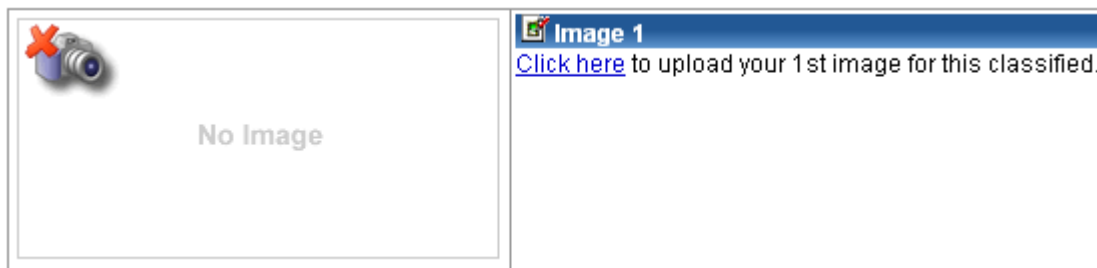 No Image
Image 1
Click here to upload your 1st image for this classified.